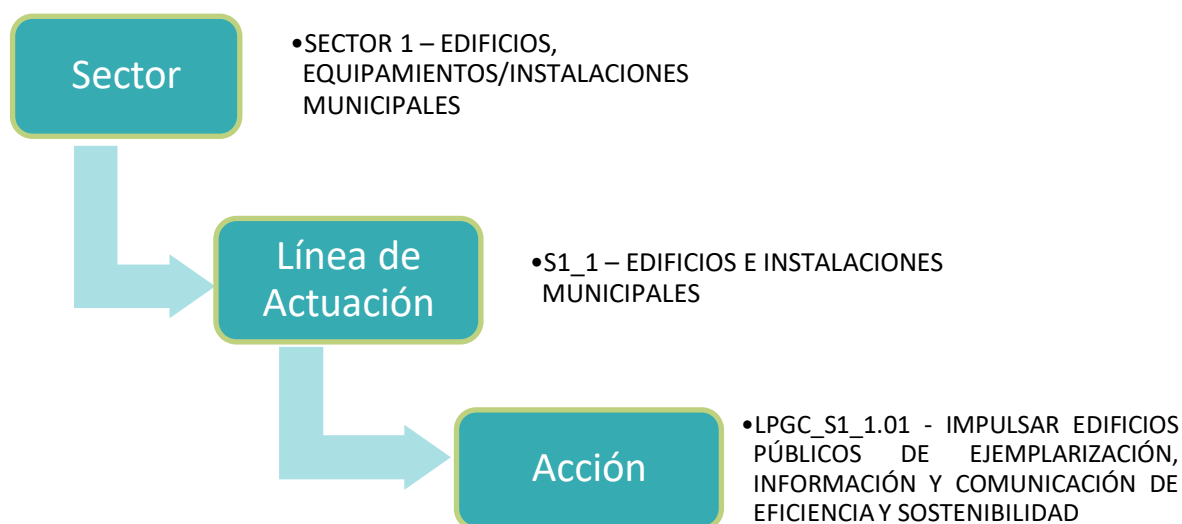 Sector
•SECTOR 1 – EDIFICIOS,
EQUIPAMIENTOS/INSTALACIONES
MUNICIPALES
Línea de
Actuación
•S1_1 – EDIFICIOS E INSTALACIONES
MUNICIPALES
Acción
•LPGC_S1_1.01 - IMPULSAR EDIFICIOS
PÚBLICOS DE EJEMPLARIZACIÓN,
INFORMACIÓN Y COMUNICACIÓN DE
EFICIENCIA Y SOSTENIBILIDAD